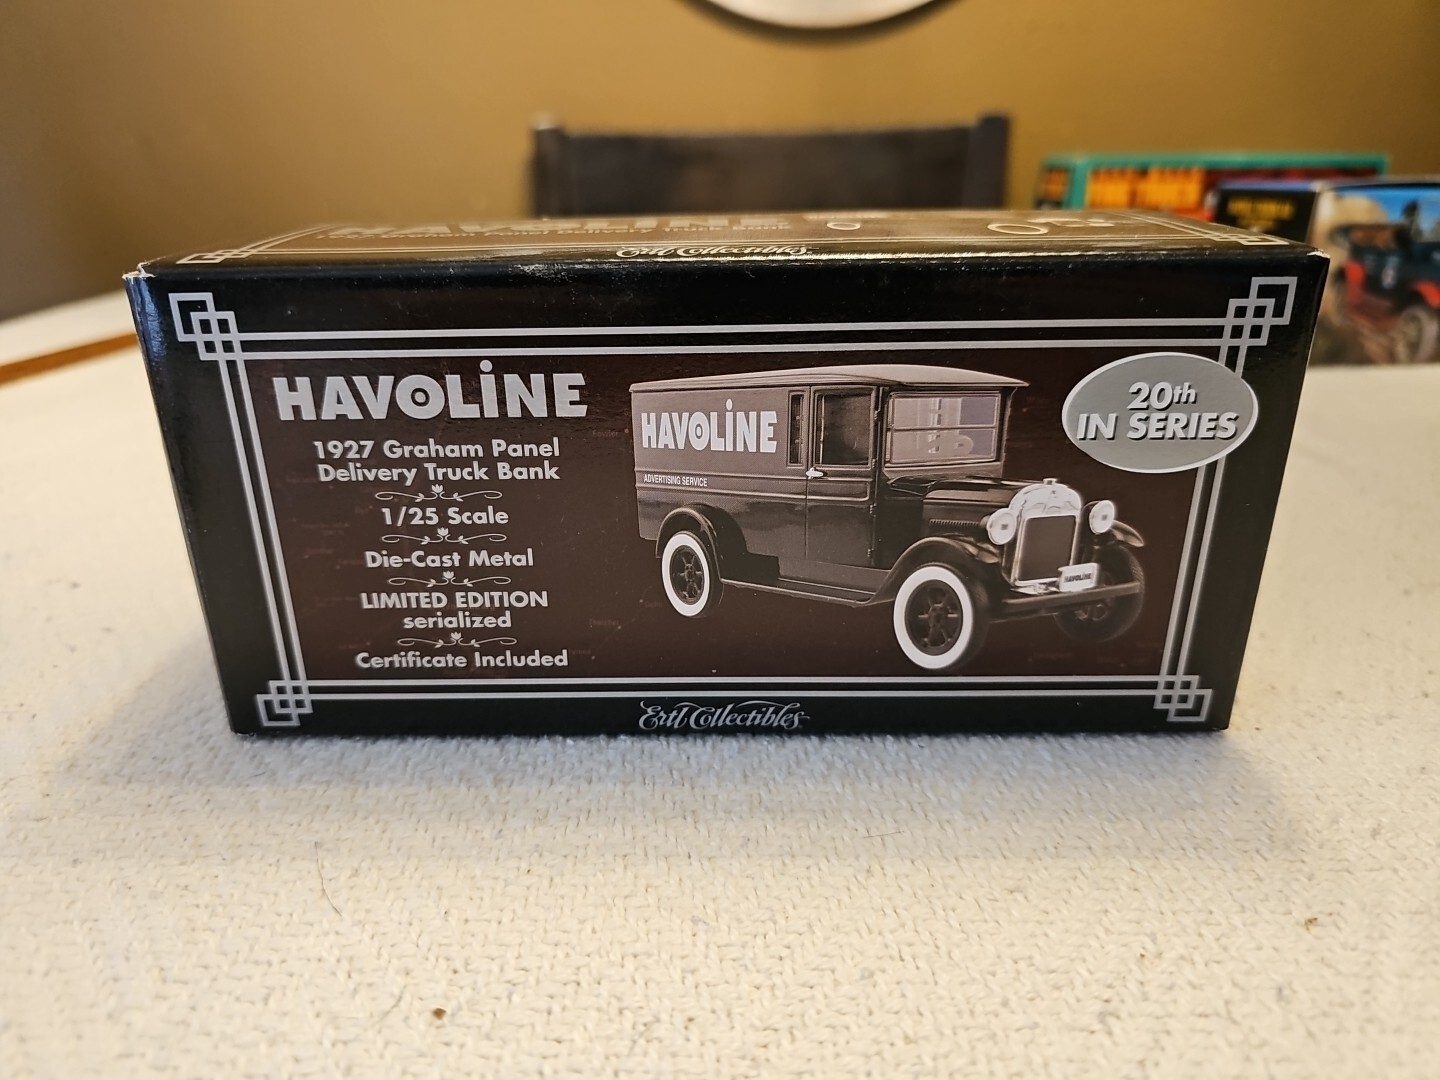 HAVOLINE
Ertl Collectibles
HAVOLINE
1927 Graham Panel
Delivery Truck Bank
1/25 Scale
Die-Cast Metal
LIMITED EDITION
serialized
Certificate Included
HAVOLINE
ADVERTISING SERVICE
HAVOLINE
20th
IN SERIES
Ertl Collectibles